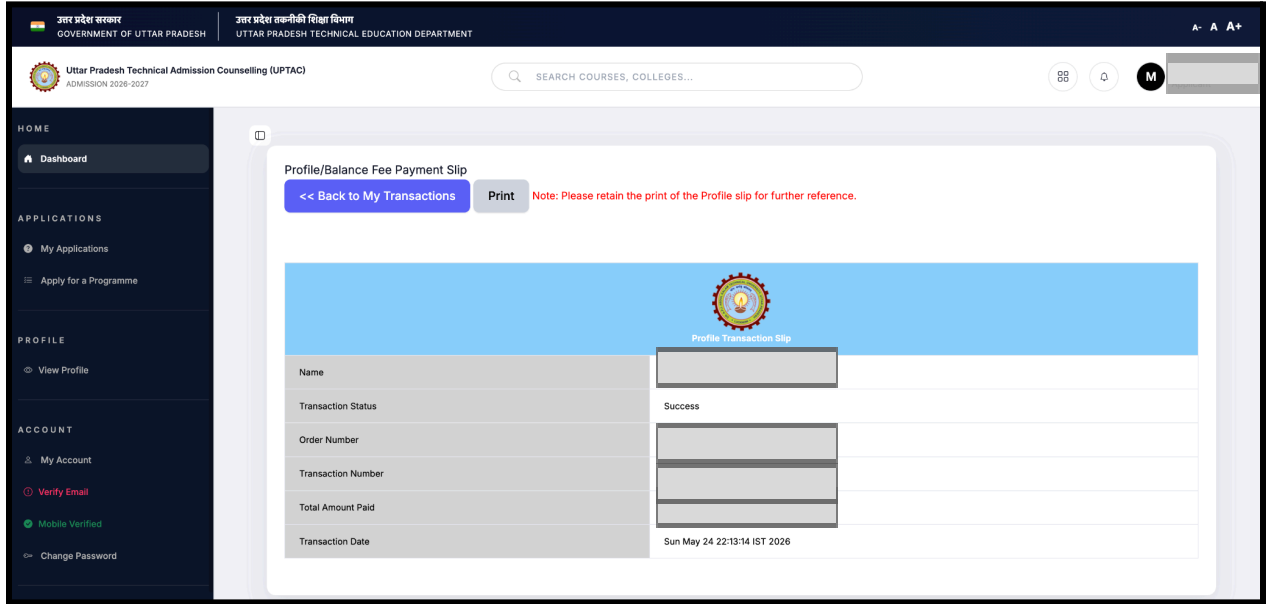 उत्तर प्रदेश सरकार
GOVERNMENT OF UTTAR PRADESH
उत्तर प्रदेश तकनीकी शिक्षा विभाग
UTTAR PRADESH TECHNICAL EDUCATION DEPARTMENT
A- A A+
Uttar Pradesh Technical Admission Counselling (UPTAC)
ADMISSION 2026-2027
SEARCH COURSES, COLLEGES...
M
HOME
Dashboard
APPLICATIONS
My Applications
Apply for a Programme
PROFILE
View Profile
ACCOUNT
My Account
Verify Email
Mobile Verified
Change Password
Profile/Balance Fee Payment Slip
<< Back to My Transactions Print Note: Please retain the print of the Profile slip for further reference.
Profile Transaction Slip
Name
Transaction Status Success
Order Number
Transaction Number
Total Amount Paid
Transaction Date Sun May 24 22:13:14 IST 2026